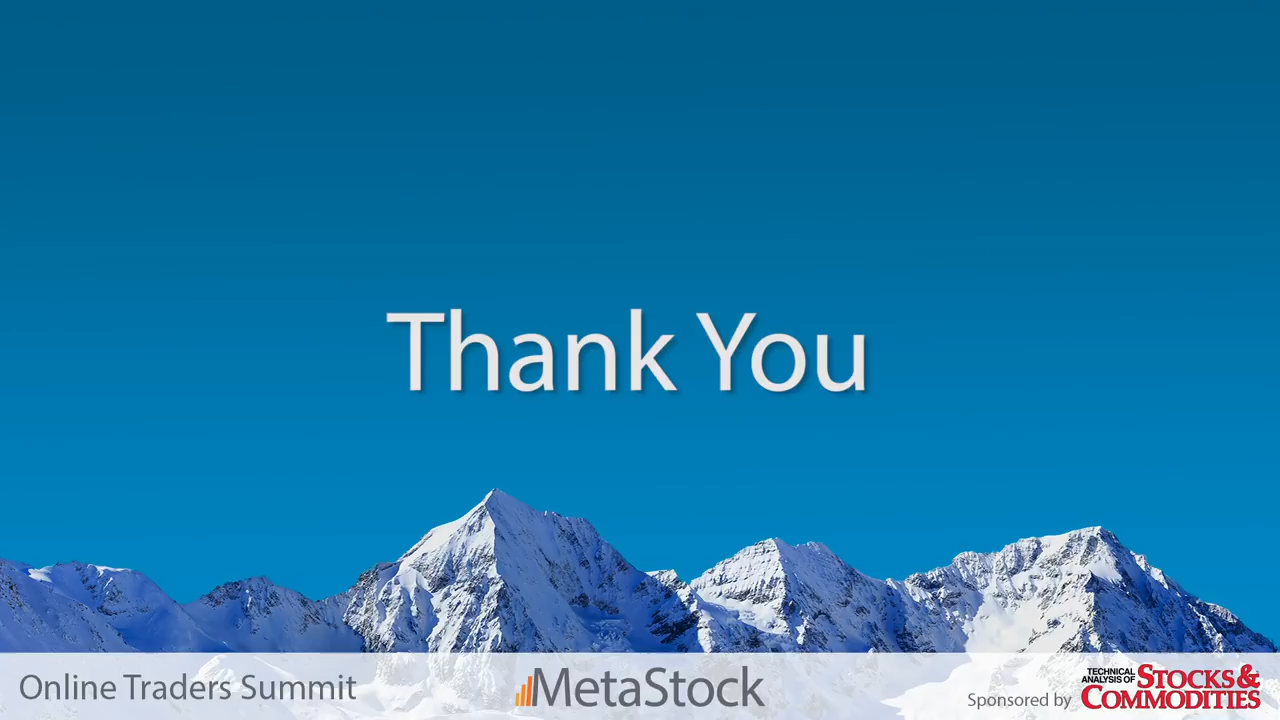 Thank You
Online Traders Summit
MetaStock
Sponsored by
TECHNICAL
ANALYSIS OF
STOCKS &
COMMODITIES